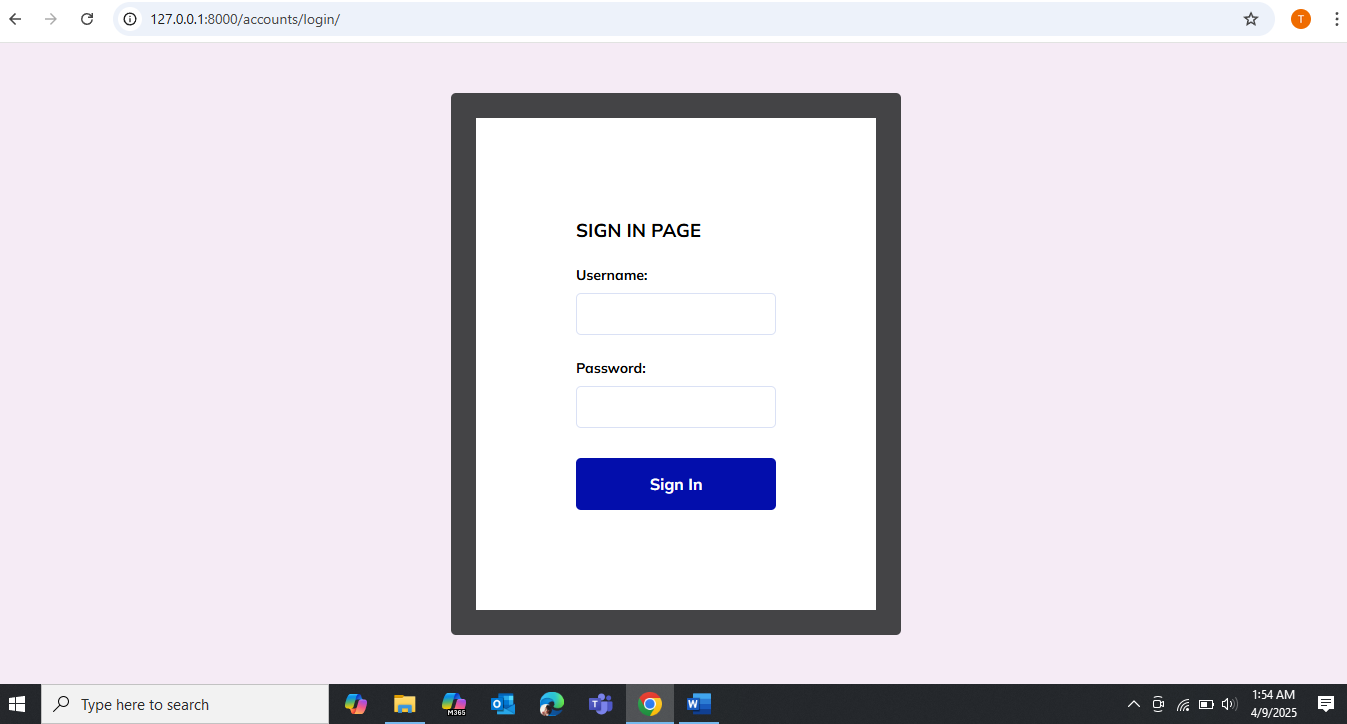 127.0.0.1:8000/accounts/login/
T
SIGN IN PAGE
Username:
Password:
Sign In
Type here to search
M365
1:54 AM
4/9/2025